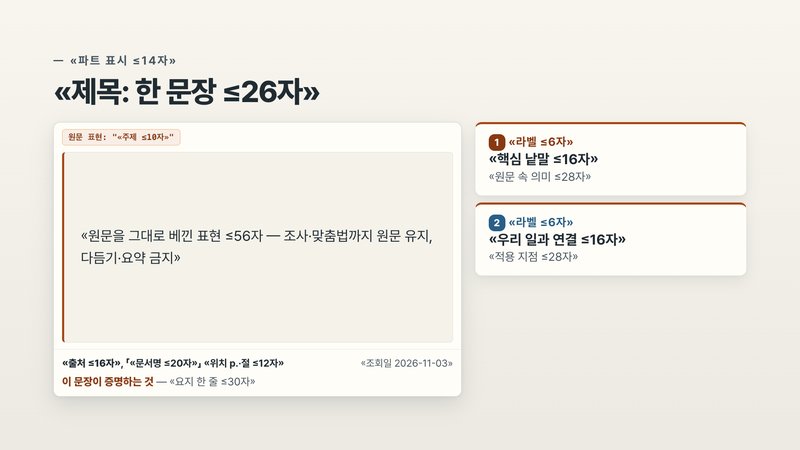 — «파트 표시 ≤14자»
«제목: 한 문장 ≤26자»
원문 표현: "«주제 ≤10자»"
«원문을 그대로 베낀 표현 ≤56자 — 조사·맞춤법까지 원문 유지,
다듬기·요약 금지»
«출처 ≤16자», 「«문서명 ≤20자»」 «위치 p.·절 ≤12자»
«조회일 2026-11-03»
이 문장이 증명하는 것 — «요지 한 줄 ≤30자»
1 «라벨 ≤6자»
«핵심 낱말 ≤16자»
«원문 속 의미 ≤28자»
2 «라벨 ≤6자»
«우리 일과 연결 ≤16자»
«적용 지점 ≤28자»